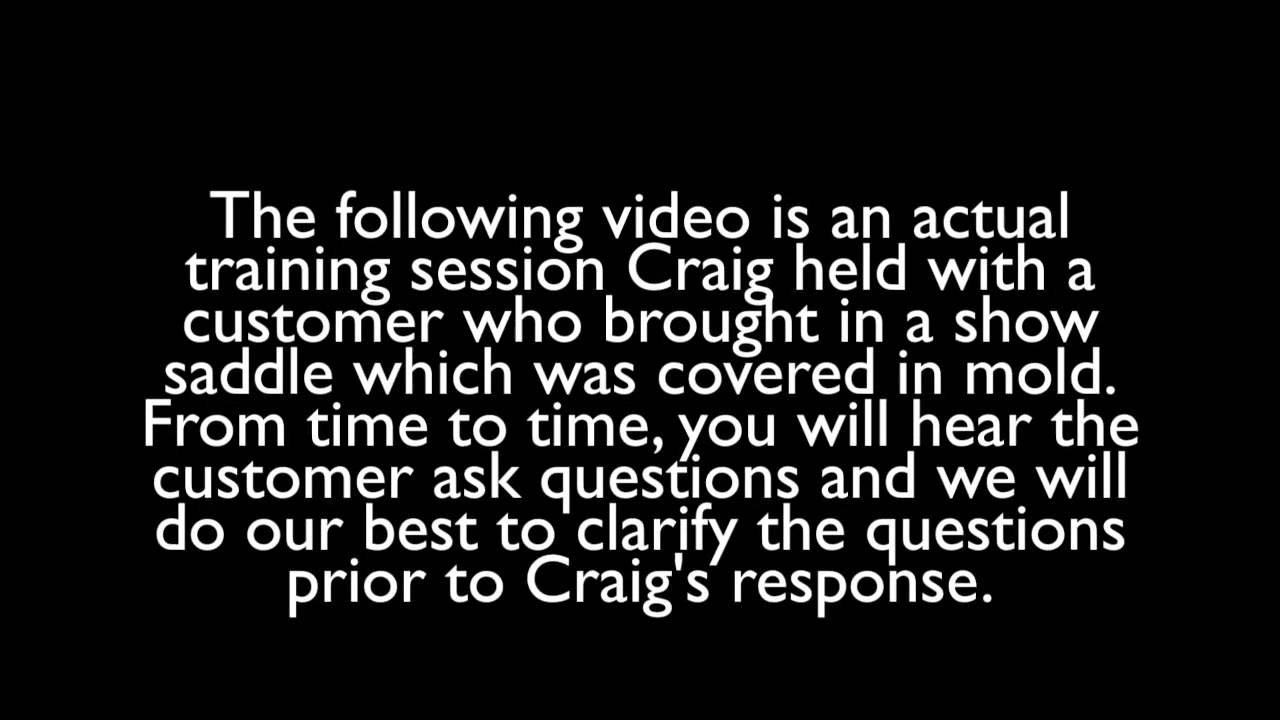 The following video is an actual
training session Craig held with a
customer who brought in a show
saddle which was covered in mold.
From time to time, you will hear the
customer ask questions and we will
do our best to clarify the questions
prior to Craig's response.